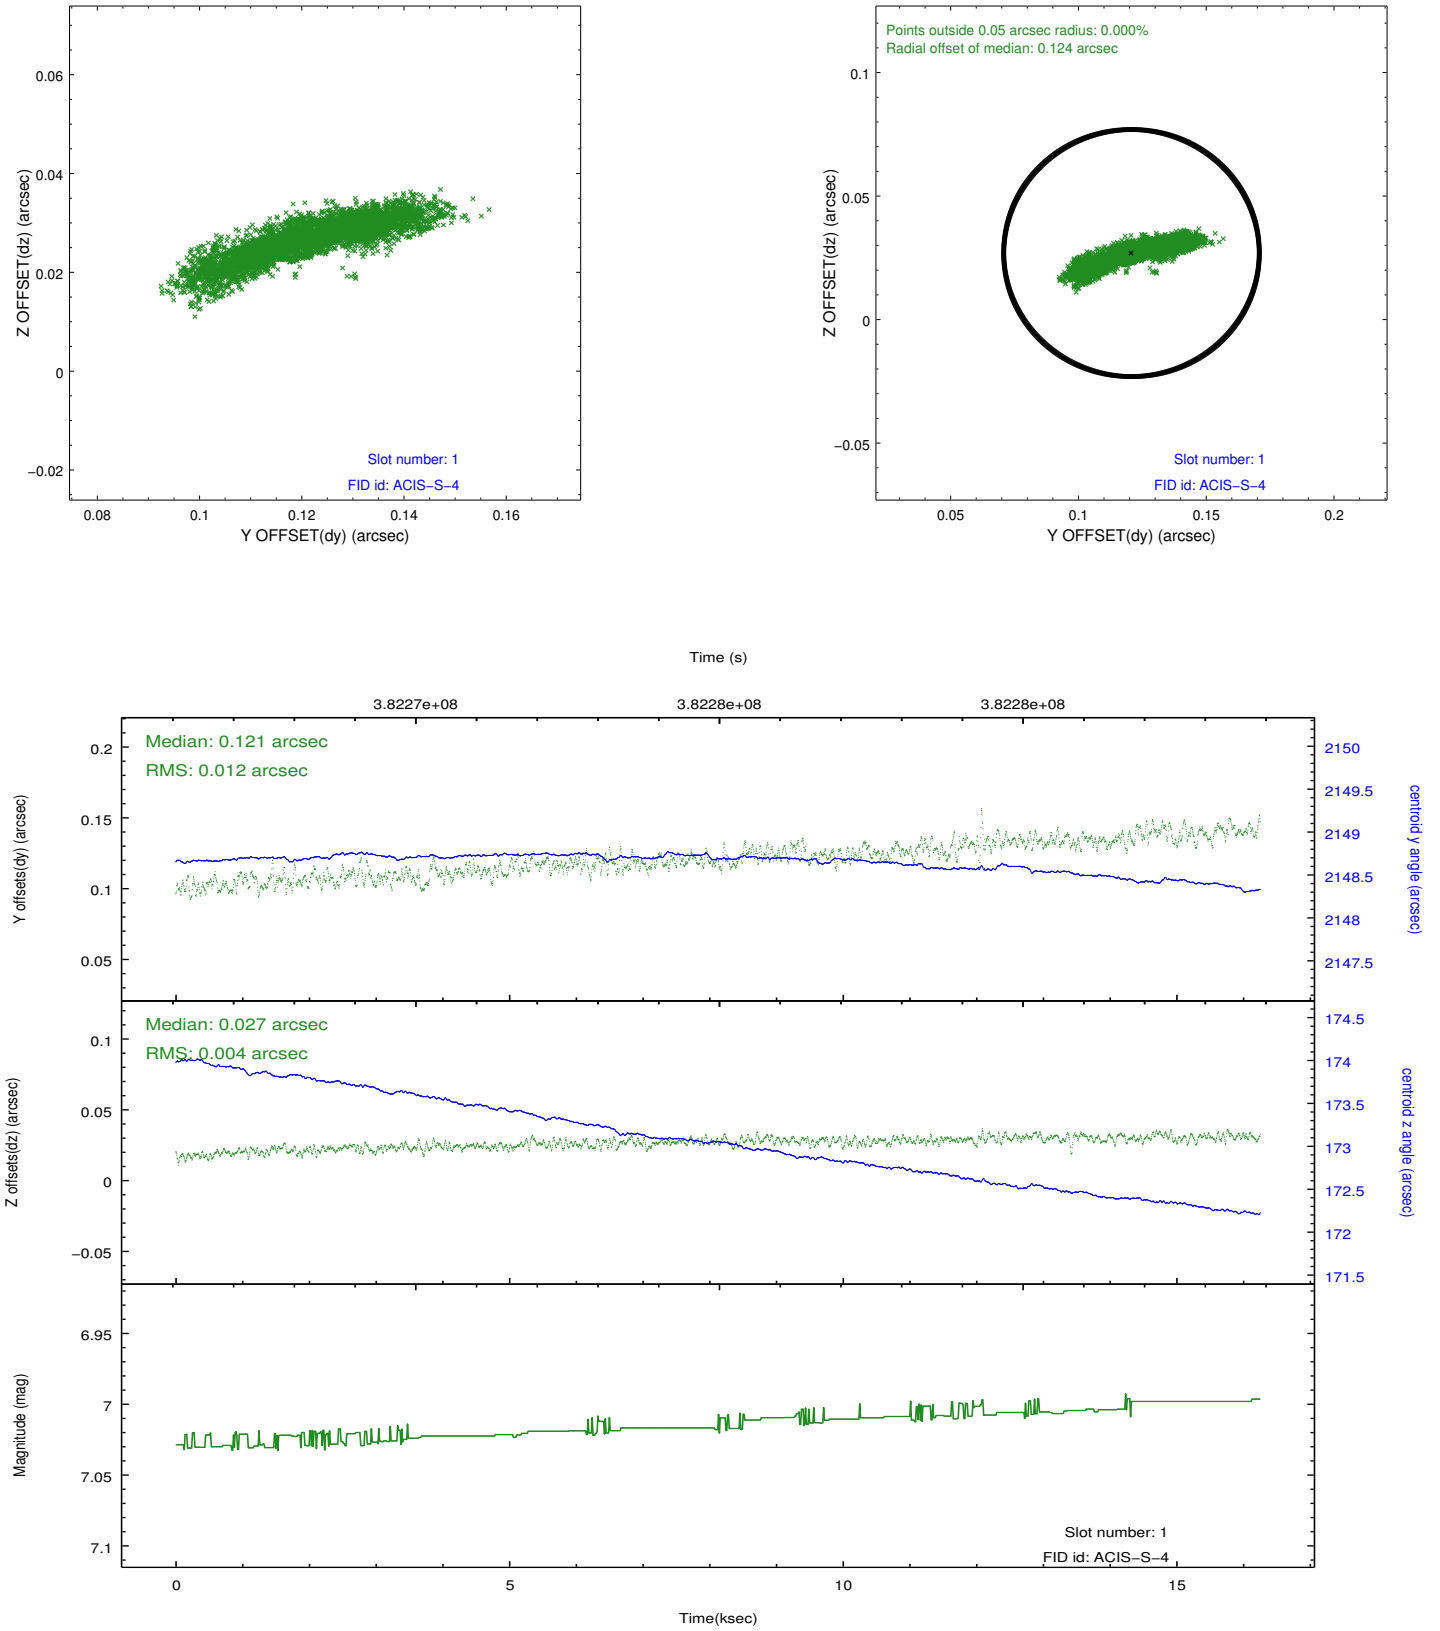 0.06
0.04
0.02
0
−0.02
Z OFFSET(dz) (arcsec)
Slot number: 1
FID id: ACIS−S−4
0.08
0.1
0.12
0.14
0.16
Y OFFSET(dy) (arcsec)
Points outside 0.05 arcsec radius: 0.000%
Radial offset of median: 0.124 arcsec
0.1
0.05
0
−0.05
Z OFFSET(dz) (arcsec)
Slot number: 1
FID id: ACIS−S−4
0.05
0.1
0.15
0.2
Y OFFSET(dy) (arcsec)
Time (s)
3.8227e+08
3.8228e+08
3.8228e+08
Median: 0.121 arcsec
RMS: 0.012 arcsec
0.2
0.15
0.1
0.05
Y offsets(dy) (arcsec)
2150
2149.5
2149
2148.5
2148
2147.5
centroid y angle (arcsec)
Median: 0.027 arcsec
RMS: 0.004 arcsec
0.1
0.05
0
−0.05
Z offsets(dz) (arcsec)
174.5
174
173.5
173
172.5
172
171.5
centroid z angle (arcsec)
6.95
7
7.05
7.1
Magnitude (mag)
Slot number: 1
FID id: ACIS−S−4
0
5
10
15
Time(ksec)